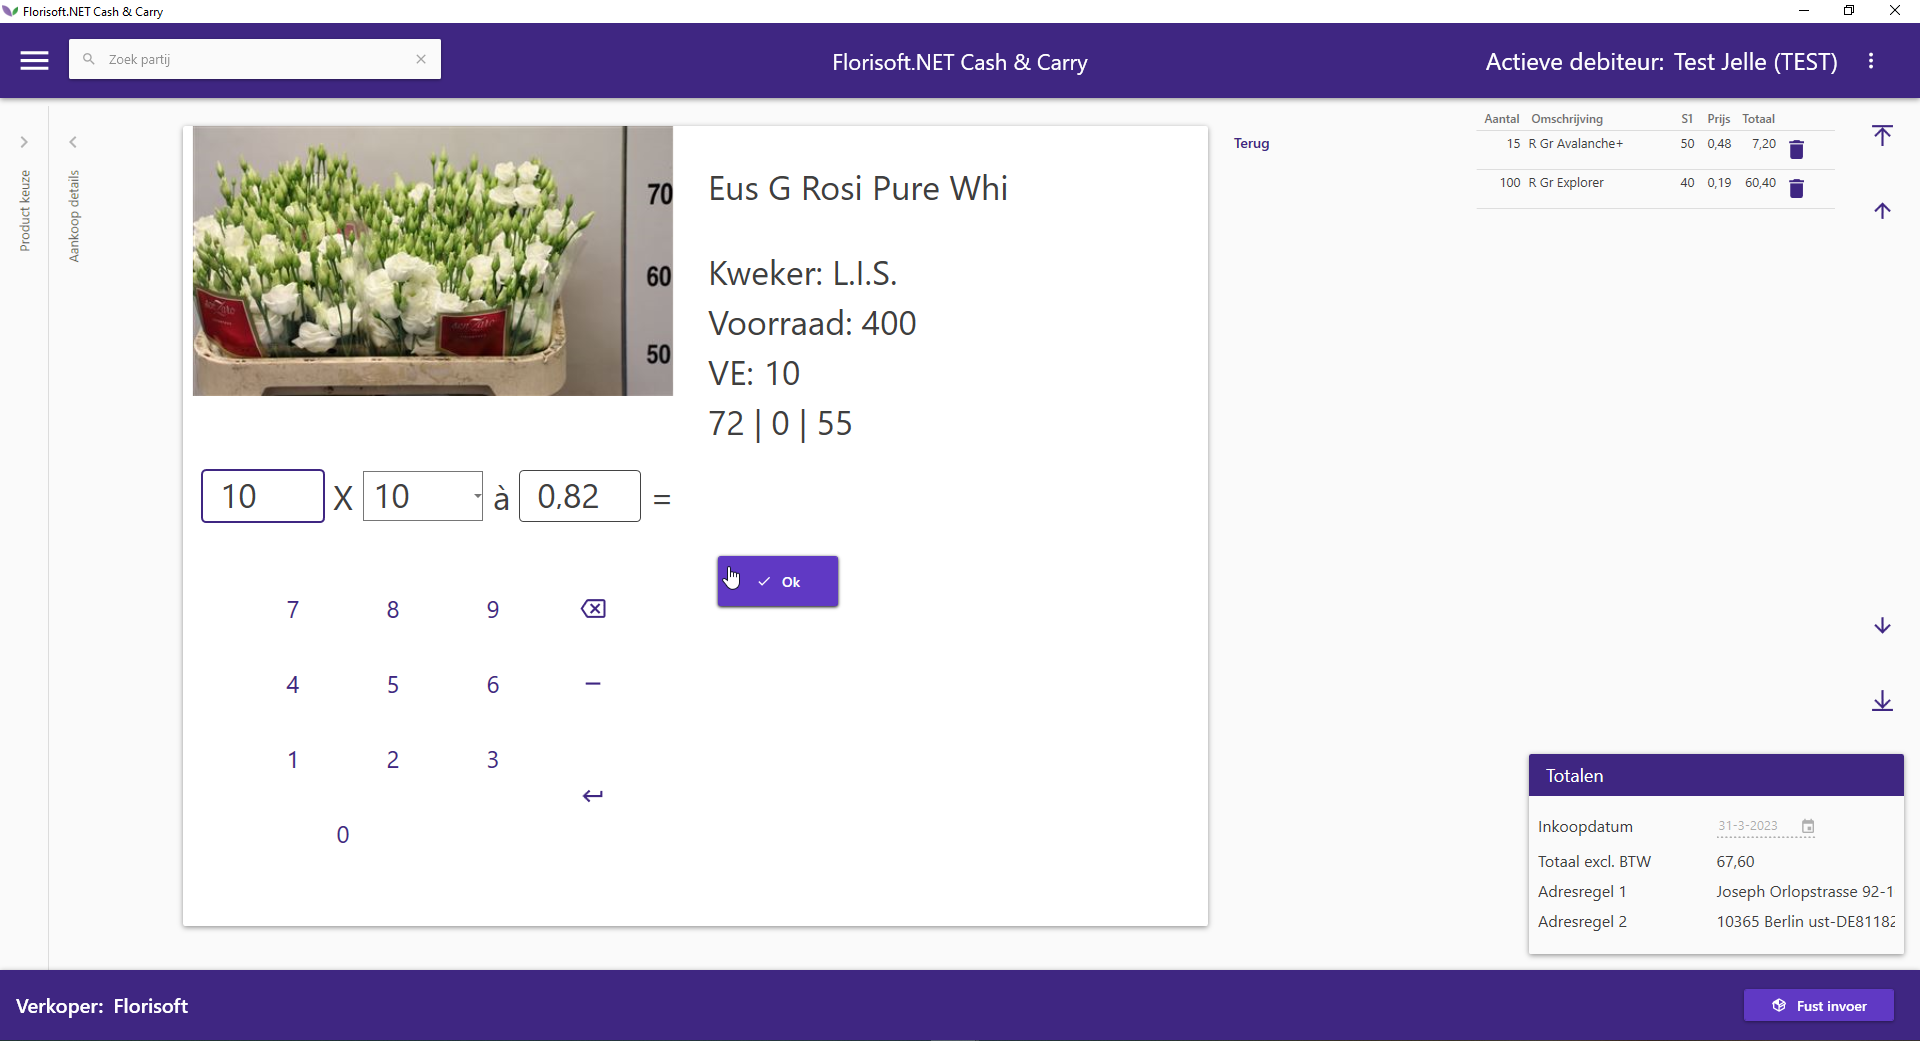 Florisoft.NET Cash & Carry
Zoek partij
Florisoft.NET Cash & Carry
Actieve debiteur: Test Jelle (TEST)
Product keuze
Aankoop details
70
60
50
Eus G Rosi Pure Whi
Kweker: L.I.S.
Voorraad: 400
VE: 10
72 | 0 | 55
10 X 10 à 0,82 =
Ok
7 8 9
4 5 6 −
1 2 3
0
Terug
Aantal Omschrijving S1 Prijs Totaal
15 R Gr Avalanche+ 50 0,48 7,20
100 R Gr Explorer 40 0,19 60,40
Totalen
Inkoopdatum 31-3-2023
Totaal excl. BTW 67,60
Adresregel 1 Joseph Orlopstrasse 92-1
Adresregel 2 10365 Berlin ust-DE81182
Verkoper: Florisoft
Fust invoer